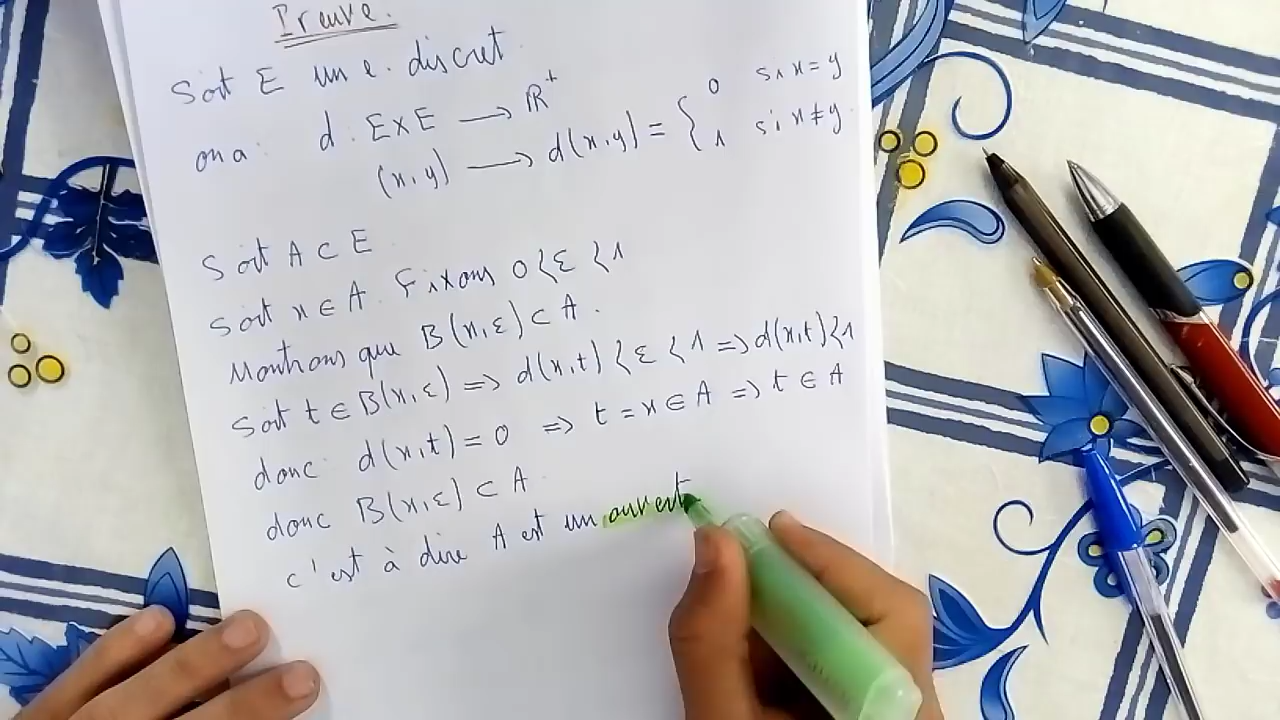 Preuve.
Soit E un e. discret
on a : d : E×E → ℝ⁺
(x,y) → d(x,y) = { 0 si x=y
1 si x≠y
Soit A ⊂ E
Soit x ∈ A. Fixons 0<ε<1
Montrons que B(x,ε) ⊂ A.
Soit t ∈ B(x,ε) ⇒ d(x,t)<ε<1 ⇒ d(x,t)<1
donc d(x,t) = 0 ⇒ t = x ∈ A ⇒ t ∈ A
donc B(x,ε) ⊂ A
c'est à dire A est un ouvert